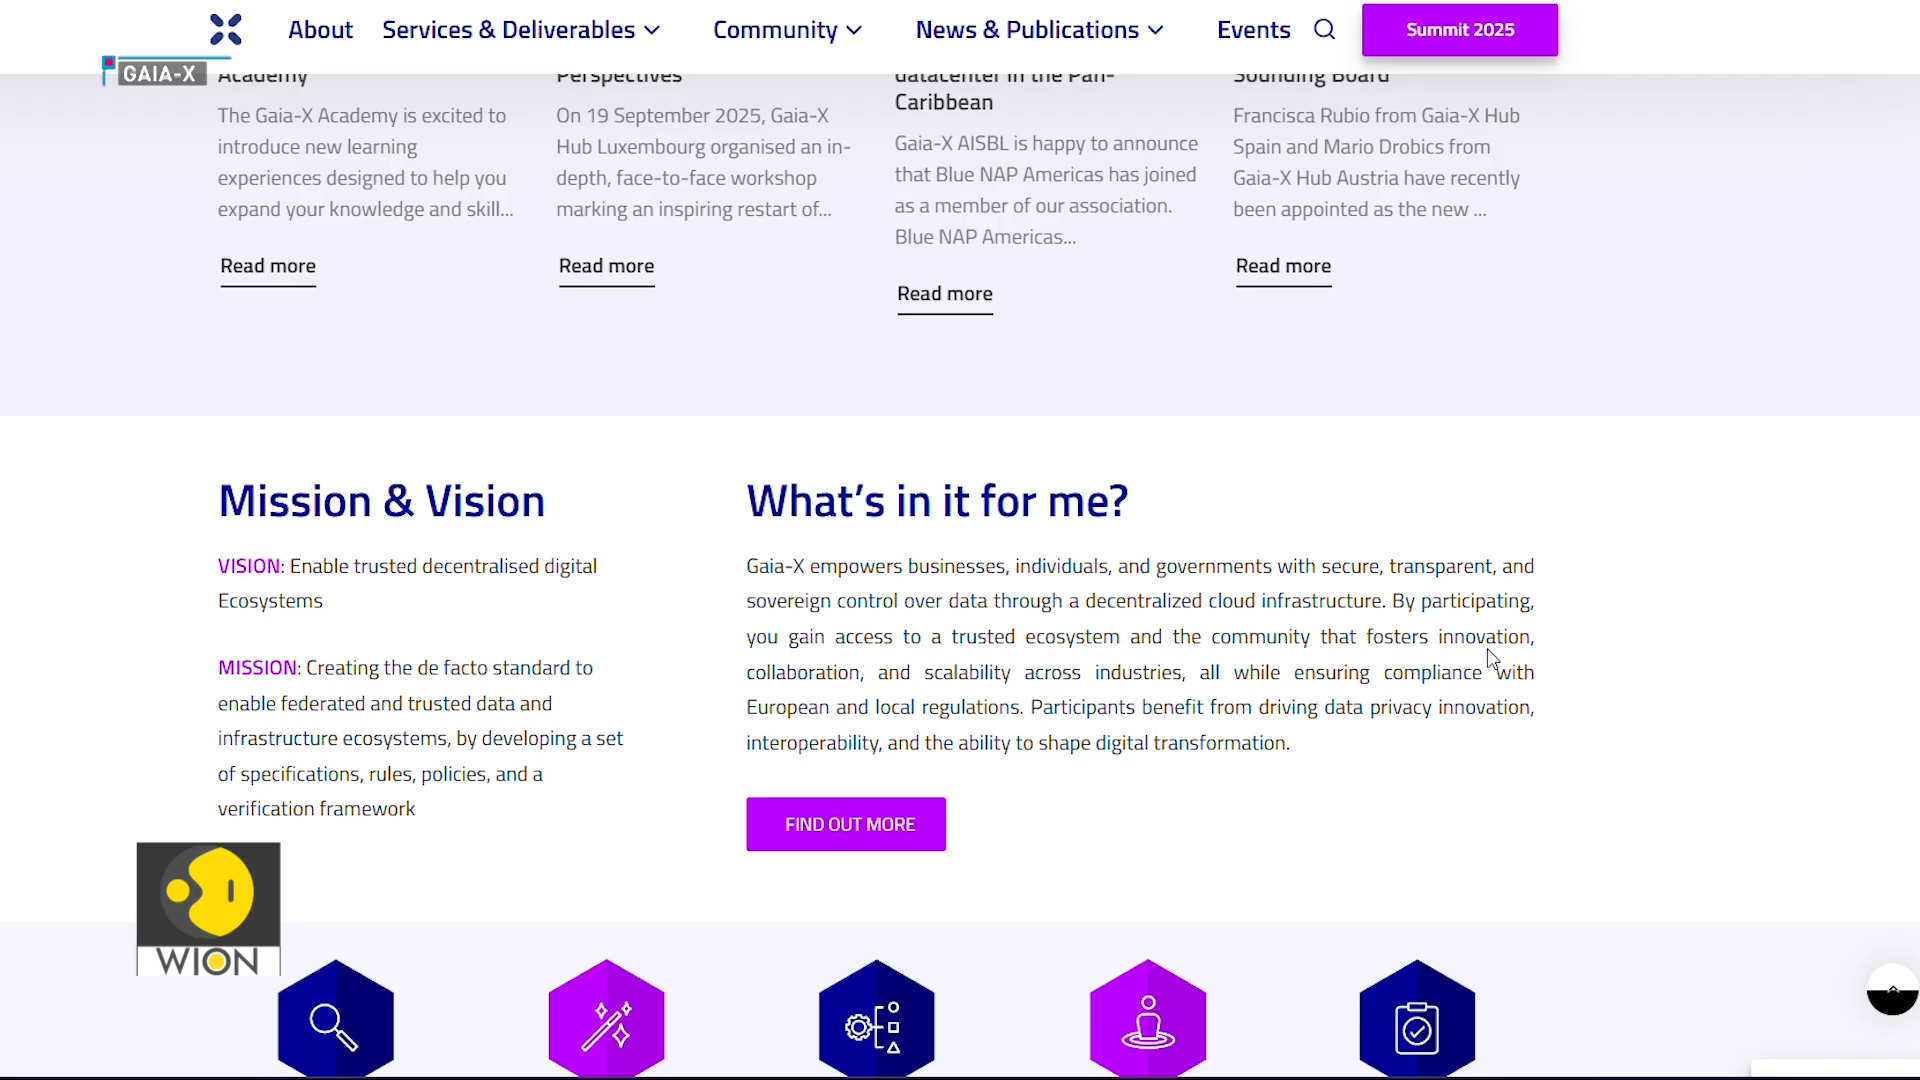 About Services & Deliverables Community News & Publications Events Summit 2025
GAIA-X
Academy
Perspectives
datacenter in the Pan-
Caribbean
Sounding Board
The Gaia-X Academy is excited to
introduce new learning
experiences designed to help you
expand your knowledge and skill...
Read more
On 19 September 2025, Gaia-X
Hub Luxembourg organised an in-
depth, face-to-face workshop
marking an inspiring restart of...
Read more
Gaia-X AISBL is happy to announce
that Blue NAP Americas has joined
as a member of our association.
Blue NAP Americas...
Read more
Francisca Rubio from Gaia-X Hub
Spain and Mario Drobics from
Gaia-X Hub Austria have recently
been appointed as the new ...
Read more
Mission & Vision
VISION: Enable trusted decentralised digital
Ecosystems
MISSION: Creating the de facto standard to
enable federated and trusted data and
infrastructure ecosystems, by developing a set
of specifications, rules, policies, and a
verification framework
What's in it for me?
Gaia-X empowers businesses, individuals, and governments with secure, transparent, and
sovereign control over data through a decentralized cloud infrastructure. By participating,
you gain access to a trusted ecosystem and the community that fosters innovation,
collaboration, and scalability across industries, all while ensuring compliance with
European and local regulations. Participants benefit from driving data privacy innovation,
interoperability, and the ability to shape digital transformation.
FIND OUT MORE
WION